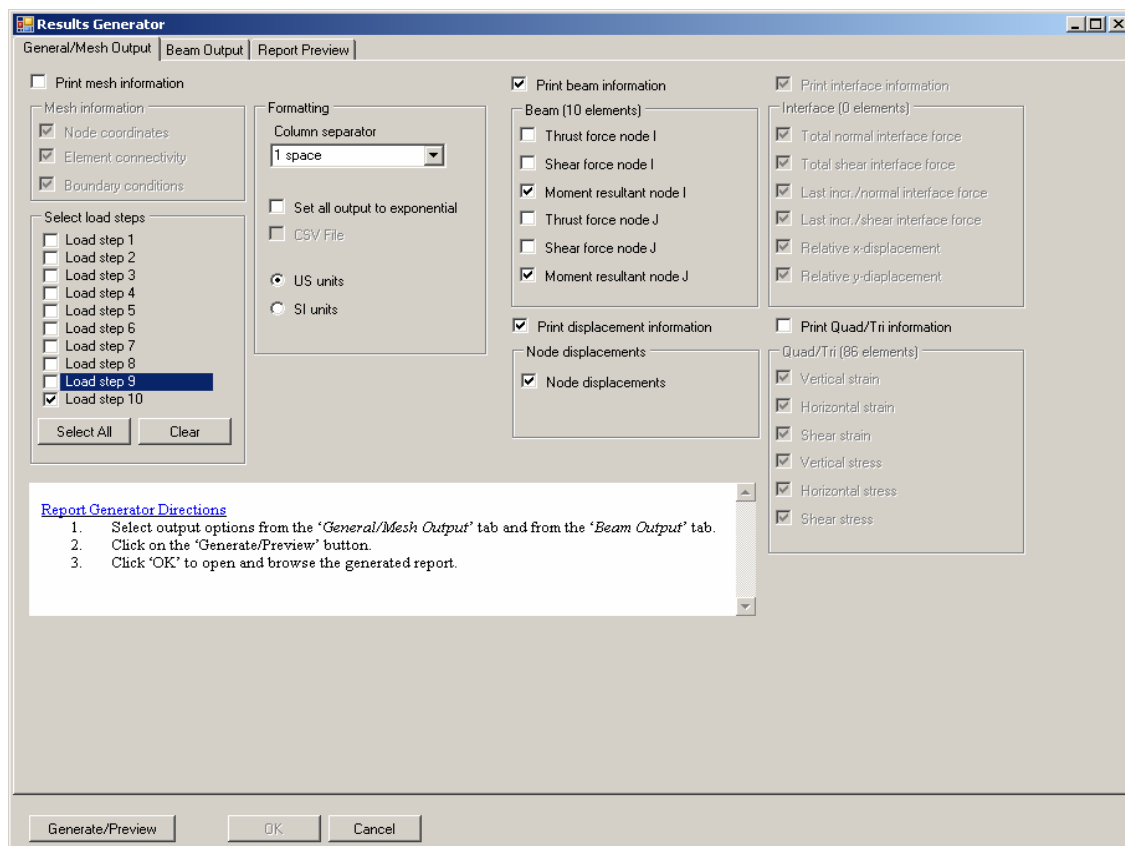 Results Generator
General/Mesh Output
Beam Output
Report Preview
Print mesh information
Mesh information
Node coordinates
Element connectivity
Boundary conditions
Select load steps
Load step 1
Load step 2
Load step 3
Load step 4
Load step 5
Load step 6
Load step 7
Load step 8
Load step 9
Load step 10
Select All
Clear
Formatting
Column separator
1 space
Set all output to exponential
CSV File
US units
SI units
Print beam information
Beam (10 elements)
Thrust force node I
Shear force node I
Moment resultant node I
Thrust force node J
Shear force node J
Moment resultant node J
Print displacement information
Node displacements
Node displacements
Print interface information
Interface (0 elements)
Total normal interface force
Total shear interface force
Last incr./normal interface force
Last incr./shear interface force
Relative x-displacement
Relative y-diaplacement
Print Quad/Tri information
Quad/Tri (86 elements)
Vertical strain
Horizontal strain
Shear strain
Vertical stress
Horizontal stress
Shear stress
Report Generator Directions
1. Select output options from the ‘General/Mesh Output’ tab and from the ‘Beam Output’ tab.
2. Click on the ‘Generate/Preview’ button.
3. Click ‘OK’ to open and browse the generated report.
Generate/Preview
OK
Cancel